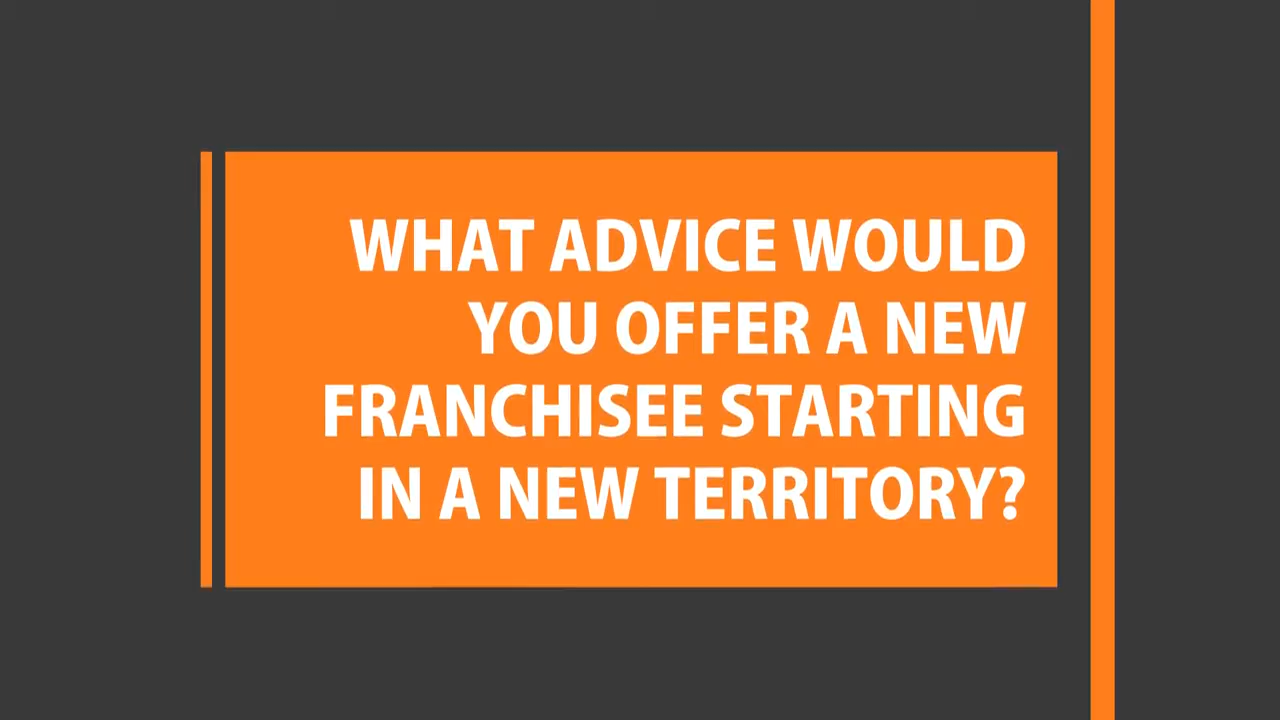 WHAT ADVICE WOULD
YOU OFFER A NEW
FRANCHISEE STARTING
IN A NEW TERRITORY?